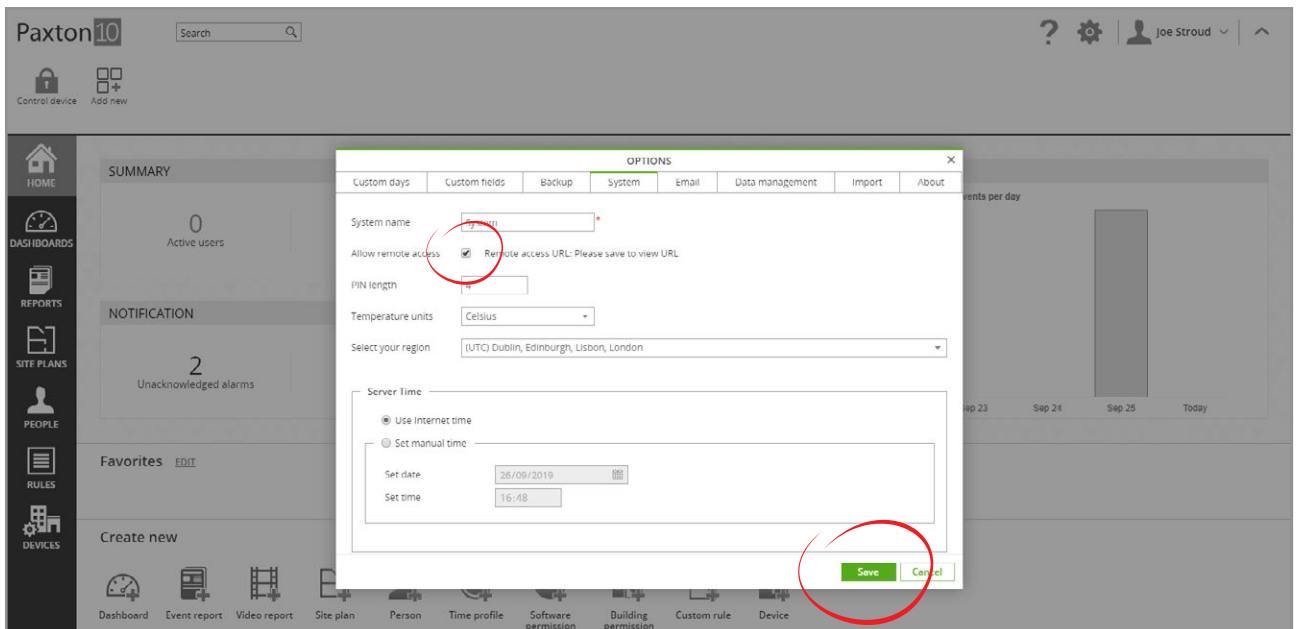 Paxton 10
Search
?
Joe Stroud
Control device
Add new
HOME
DASHBOARDS
REPORTS
SITE PLANS
PEOPLE
RULES
DEVICES
SUMMARY
0
Active users
NOTIFICATION
2
Unacknowledged alarms
OPTIONS
Custom days
Custom fields
Backup
System
Email
Data management
Import
About
System name
System
*
Allow remote access
Remote access URL: Please save to view URL
PIN length
4
Temperature units
Celsius
Select your region
(UTC) Dublin, Edinburgh, Lisbon, London
Server Time
Use Internet time
Set manual time
Set date
26/09/2019
Set time
16:48
Save
Cancel
per day
Sep 23
Sep 24
Sep 25
Today
Favorites EDIT
Create new
Dashboard
Event report
Video report
Site plan
Person
Time profile
Software permission
Building permission
Custom rule
Device